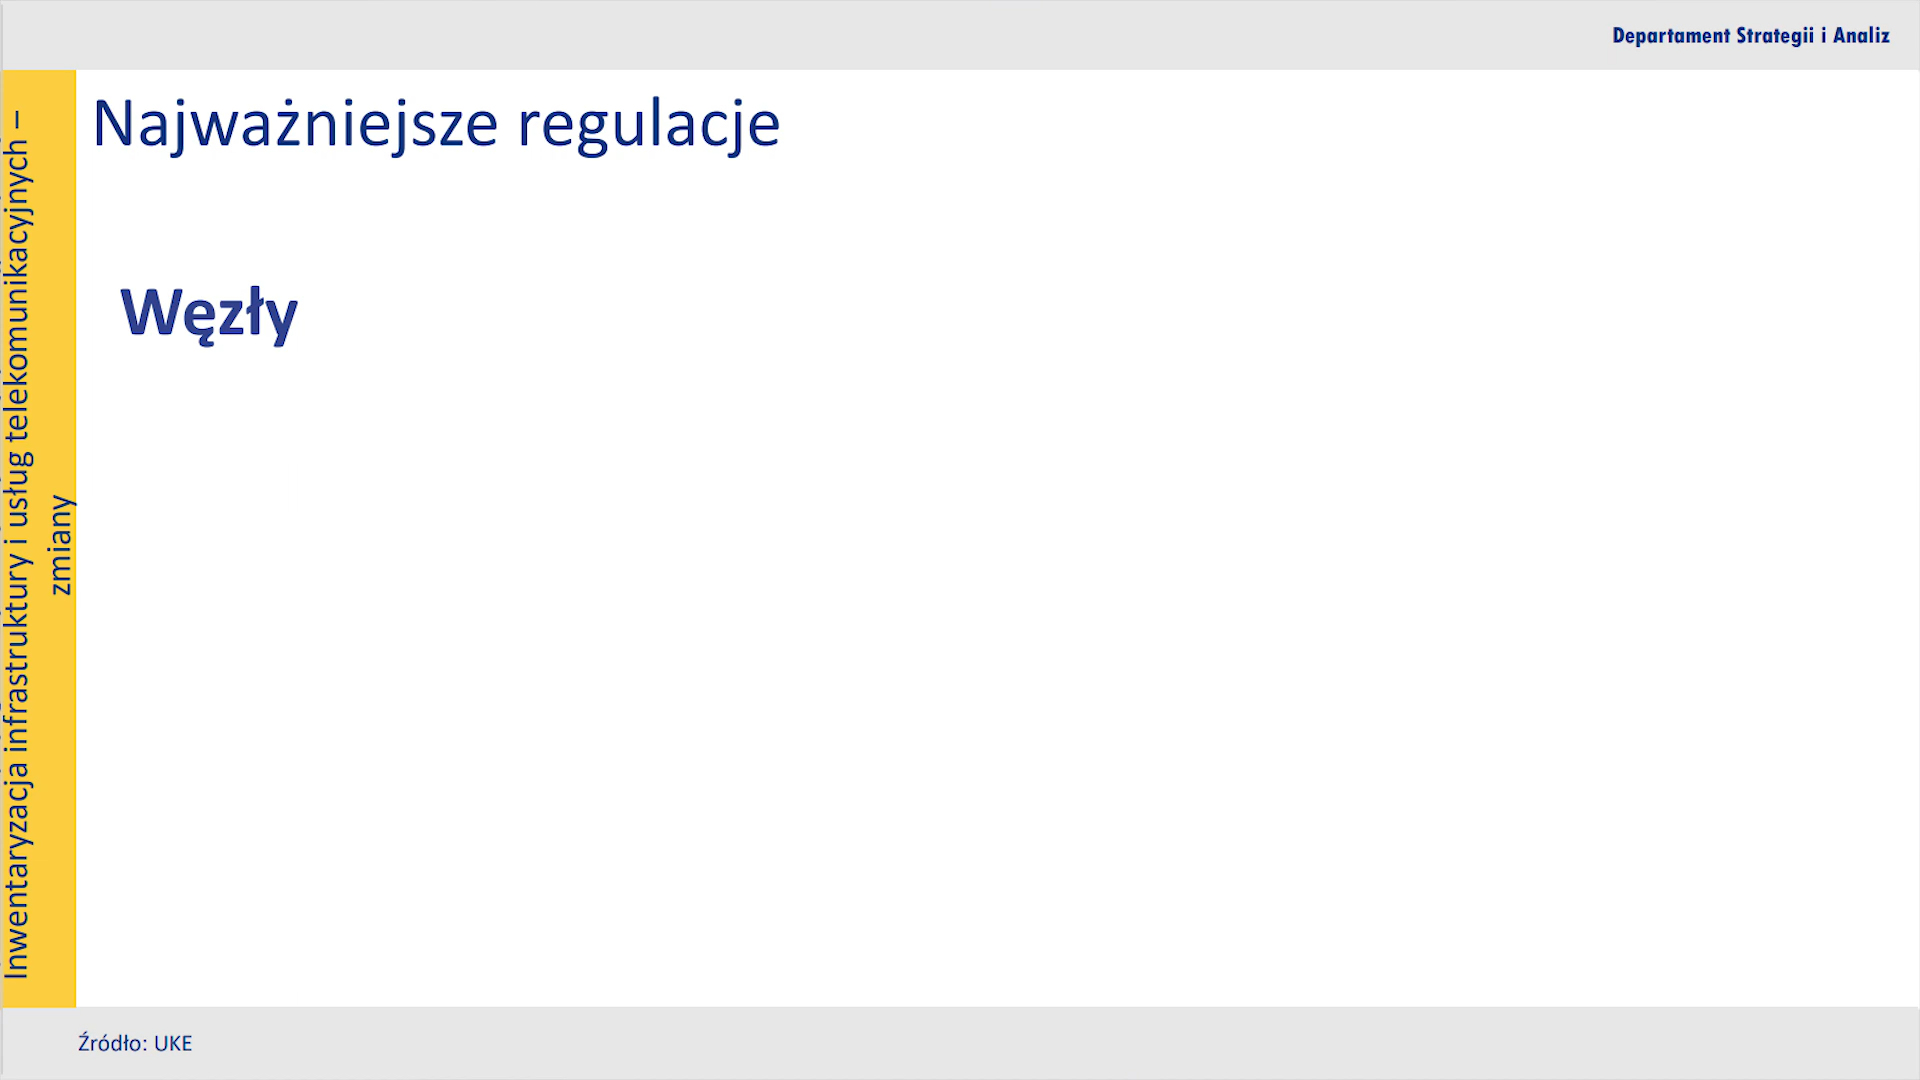 Departament Strategii i Analiz
Najważniejsze regulacje
Węzły
Inwentaryzacja infrastruktury i usług telekomunikacyjnych –
zmiany
Źródło: UKE